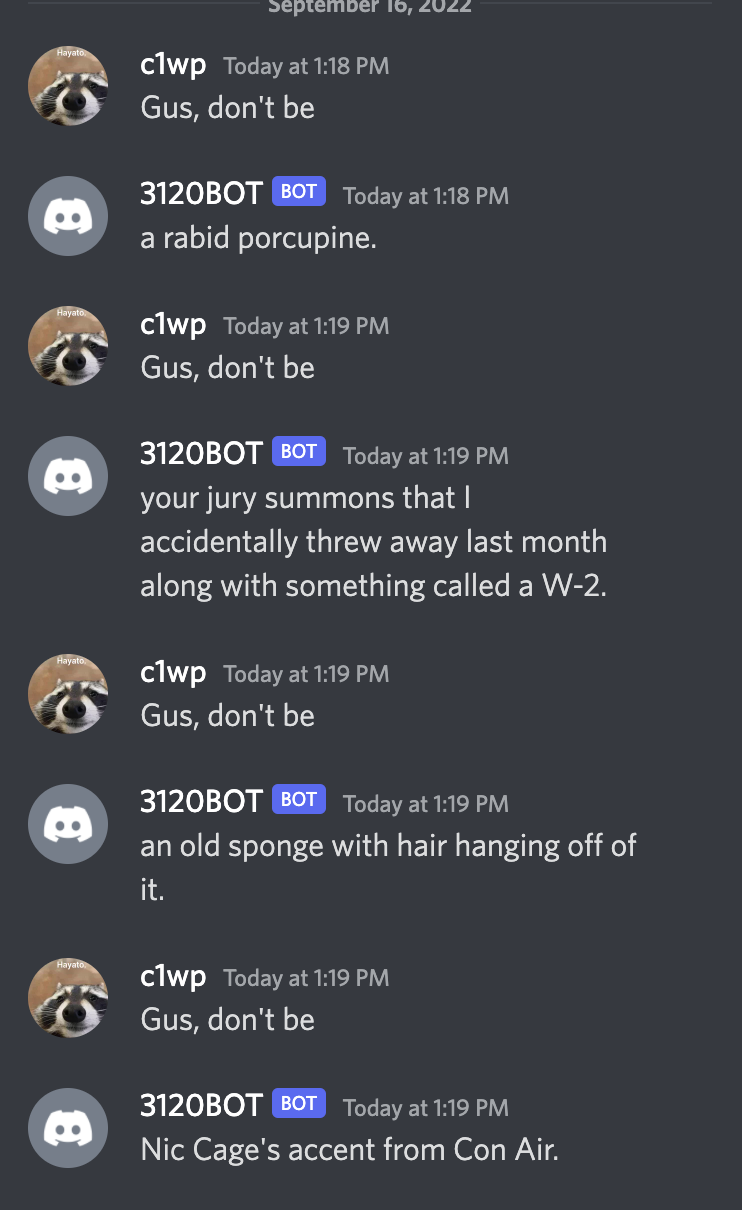 September 16, 2022
Hayato.
c1wp Today at 1:18 PM
Gus, don't be
3120BOT BOT Today at 1:18 PM
a rabid porcupine.
Hayato.
c1wp Today at 1:19 PM
Gus, don't be
3120BOT BOT Today at 1:19 PM
your jury summons that I
accidentally threw away last month
along with something called a W-2.
Hayato.
c1wp Today at 1:19 PM
Gus, don't be
3120BOT BOT Today at 1:19 PM
an old sponge with hair hanging off of
it.
Hayato.
c1wp Today at 1:19 PM
Gus, don't be
3120BOT BOT Today at 1:19 PM
Nic Cage's accent from Con Air.